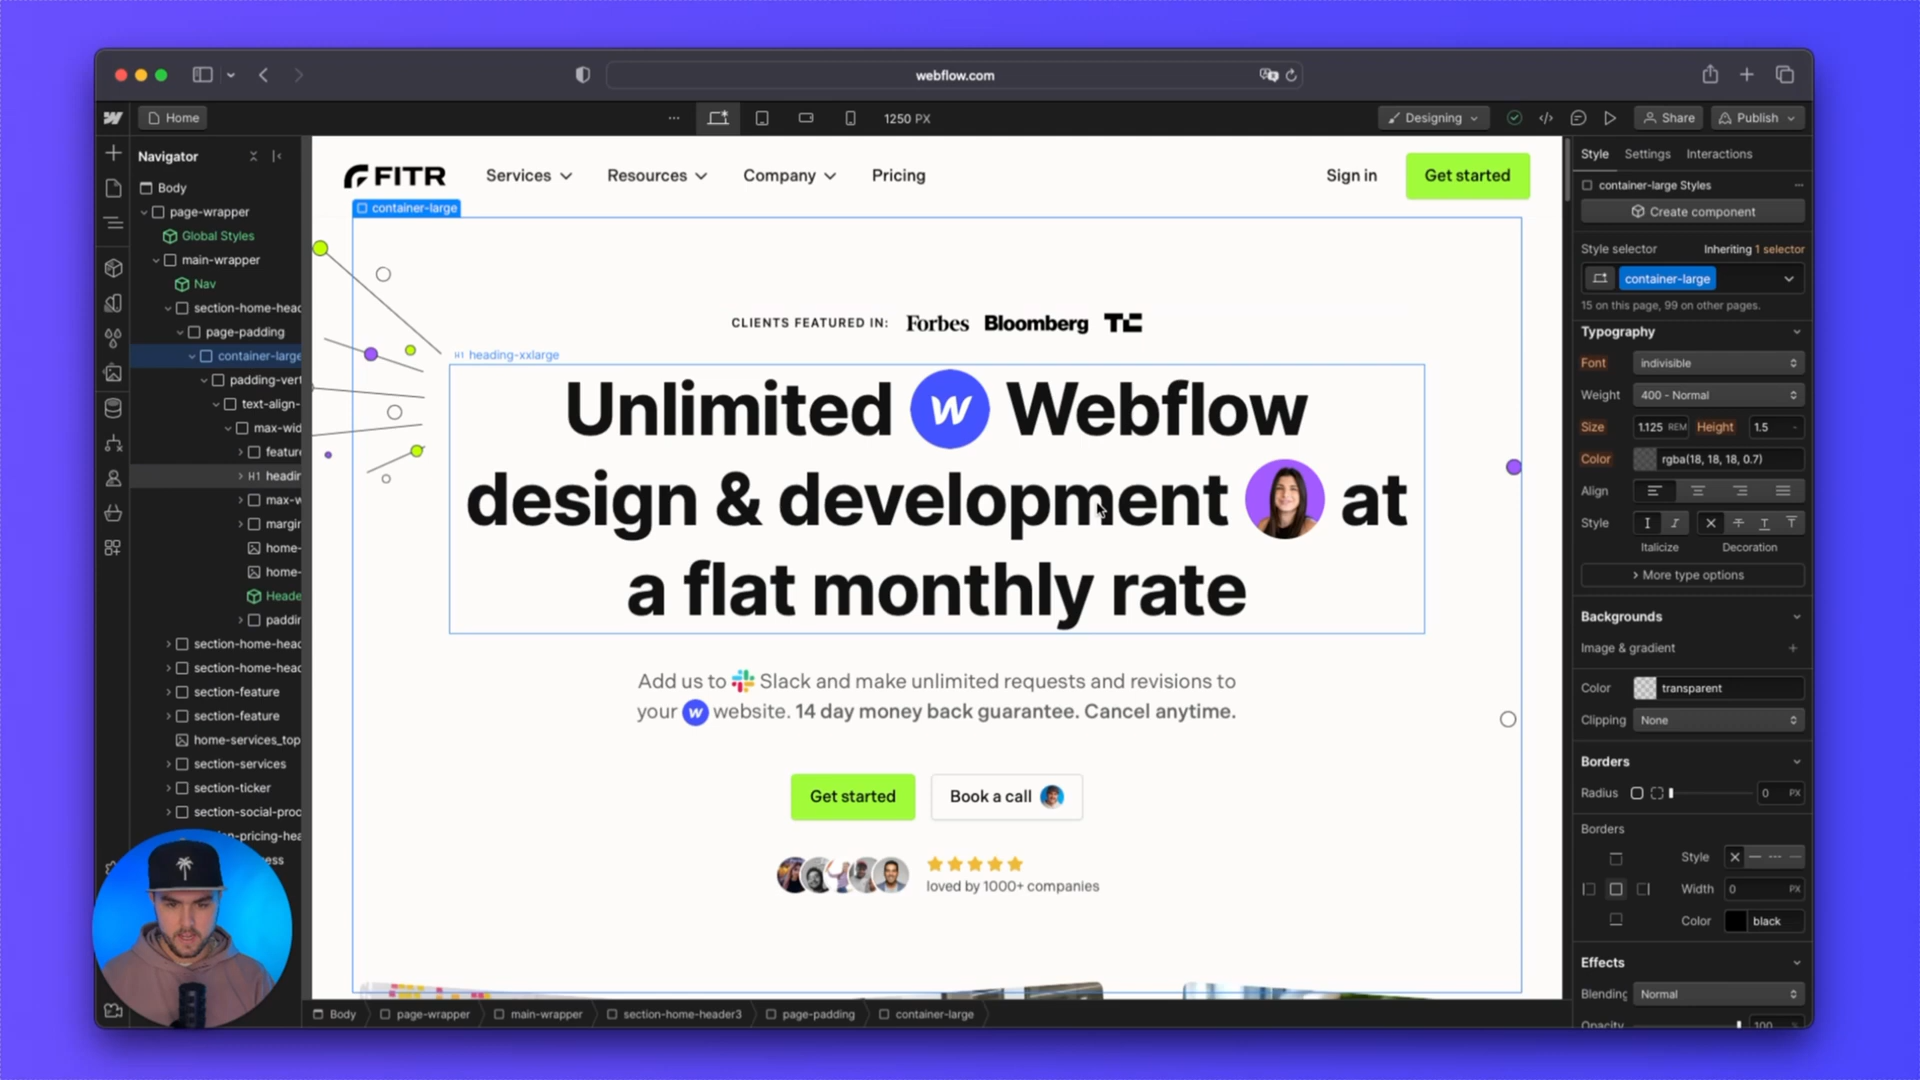 webflow.com
Home
1250 PX
Designing
Share
Publish
Navigator
Body
page-wrapper
Global Styles
main-wrapper
Nav
section-home-head
page-padding
container-large
padding-vert
text-align-
max-wid
featur
H1 headin
max-w
margin
home-
home-
Heade
paddin
section-home-head
section-home-head
section-feature
section-feature
home-services_top
section-services
section-ticker
section-social-prod
on-pricing-hea
FITR
Services
Resources
Company
Pricing
Sign in
Get started
container-large
CLIENTS FEATURED IN: Forbes Bloomberg TC
H1 heading-xxlarge
Unlimited W Webflow
design & development at
a flat monthly rate
Add us to Slack and make unlimited requests and revisions to
your W website. 14 day money back guarantee. Cancel anytime.
Get started
Book a call
loved by 1000+ companies
Body
page-wrapper
main-wrapper
section-home-header3
page-padding
container-large
Style
Settings
Interactions
container-large Styles
Create component
Style selector
Inheriting 1 selector
container-large
15 on this page, 99 on other pages.
Typography
Font
indivisible
Weight
400 - Normal
Size
1.125 REM
Height
1.5
-
Color
rgba(18, 18, 18, 0.7)
Align
Style
Italicize
Decoration
More type options
Backgrounds
Image & gradient
Color
transparent
Clipping
None
Borders
Radius
0 PX
Borders
Style
Width
0 PX
Color
black
Effects
Blending
Normal
Opacity
100 %